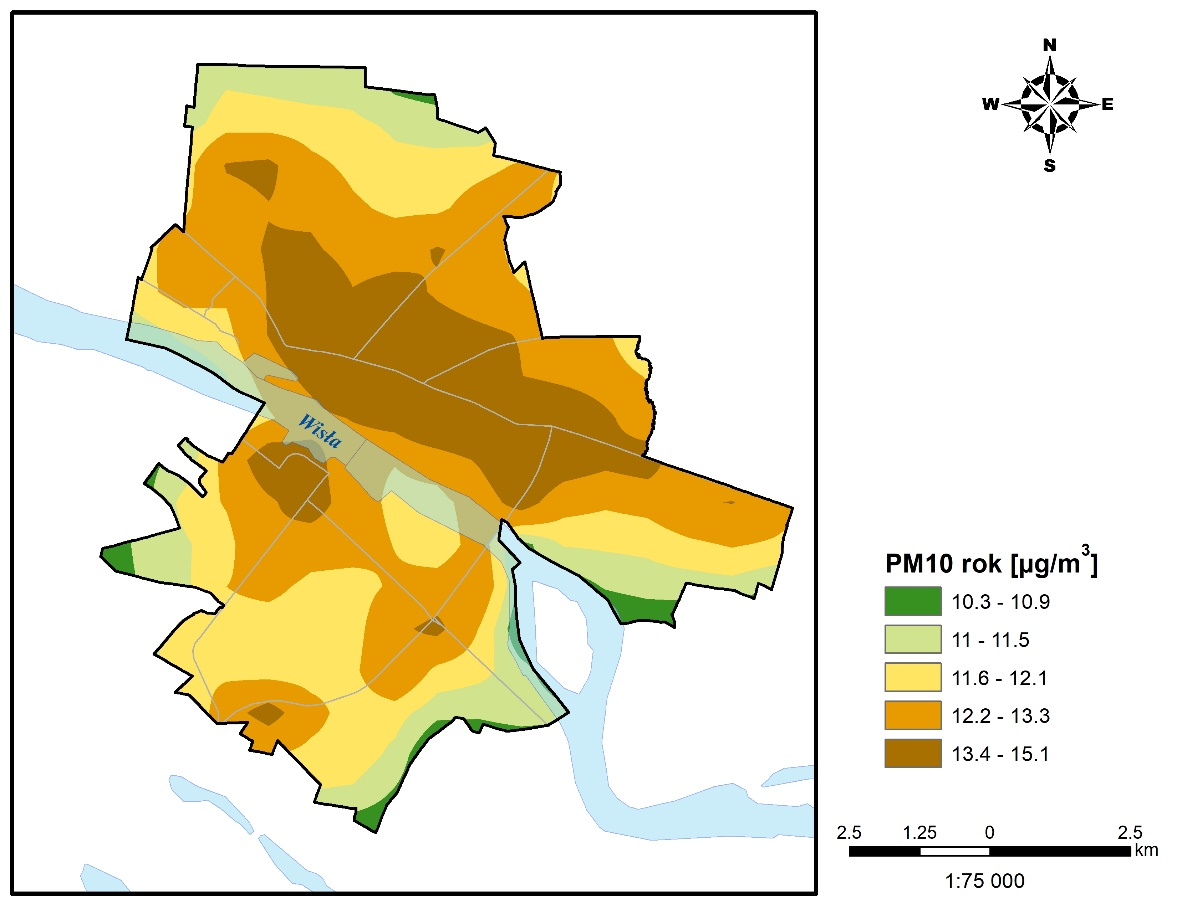 N
W E
S
Wisła
PM10 rok [µg/m³]
10.3 - 10.9
11 - 11.5
11.6 - 12.1
12.2 - 13.3
13.4 - 15.1
2.5 1.25 0 2.5
km
1:75 000